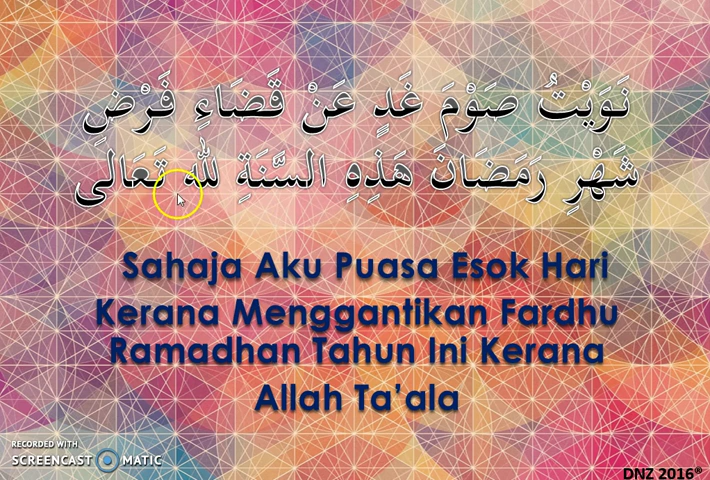 نَوَيْتُ صَوْمَ غَدٍ عَنْ قَضَاءِ فَرْضِ
شَهْرِ رَمَضَانَ هَذِهِ السَّنَةِ لِلّٰهِ تَعَالَى
Sahaja Aku Puasa Esok Hari
Kerana Menggantikan Fardhu
Ramadhan Tahun Ini Kerana
Allah Ta’ala
RECORDED WITH
SCREENCAST MATIC
DNZ 2016®